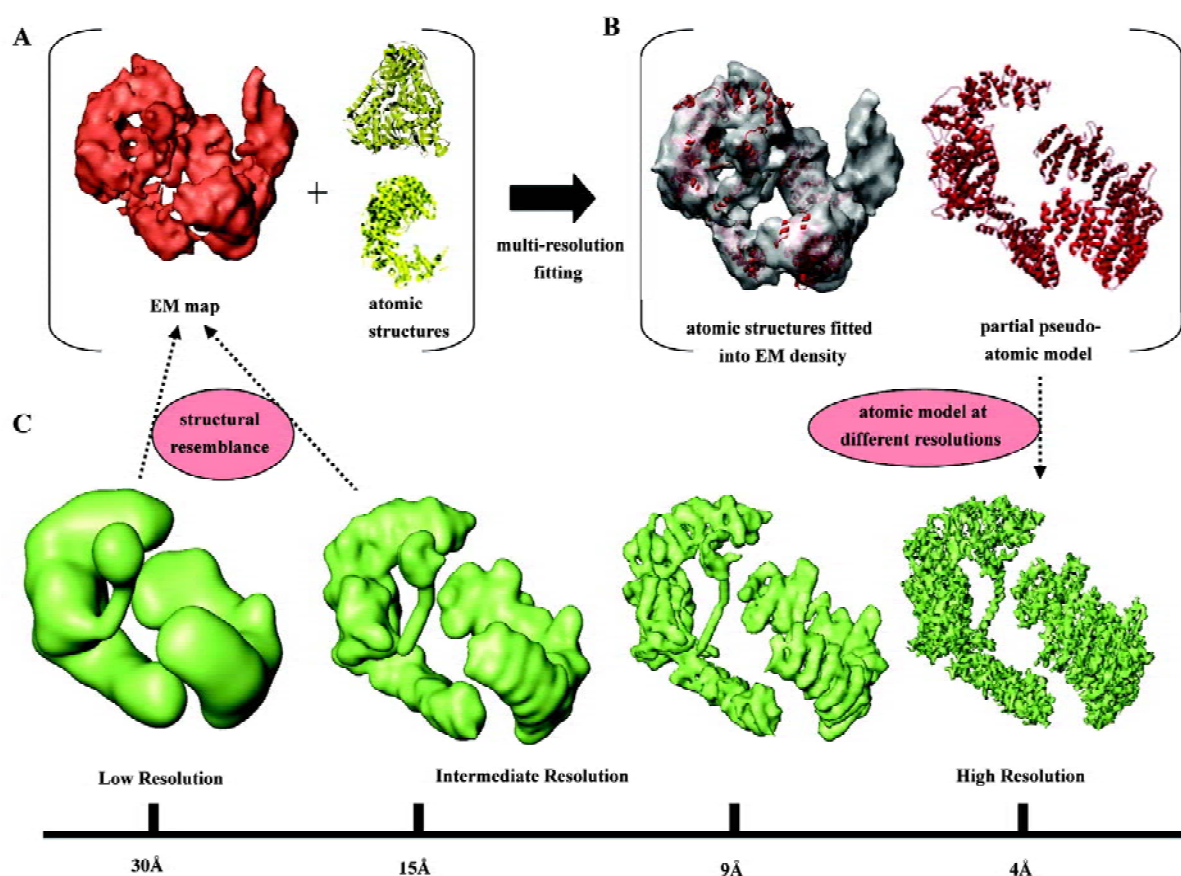 A
B
+
EM map
atomic
structures
multi-resolution
fitting
atomic structures fitted
into EM density
partial pseudo-
atomic model
C
structural
resemblance
atomic model at
different resolutions
Low Resolution
Intermediate Resolution
High Resolution
30Å
15Å
9Å
4Å